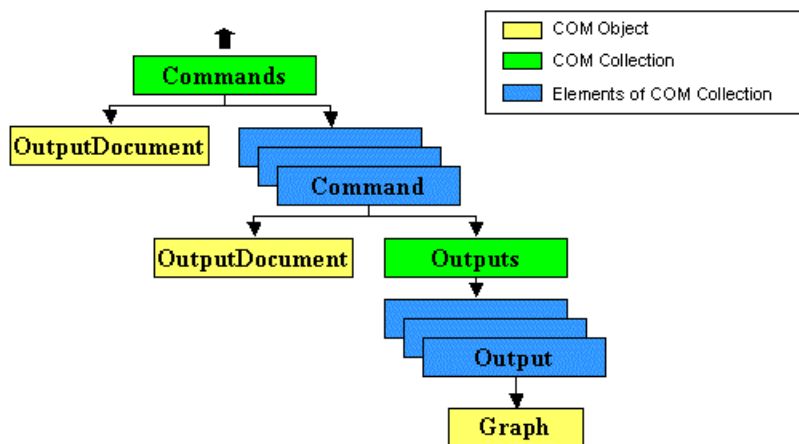 COM Object
COM Collection
Elements of COM Collection
Commands
OutputDocument
Command
OutputDocument
Outputs
Output
Graph